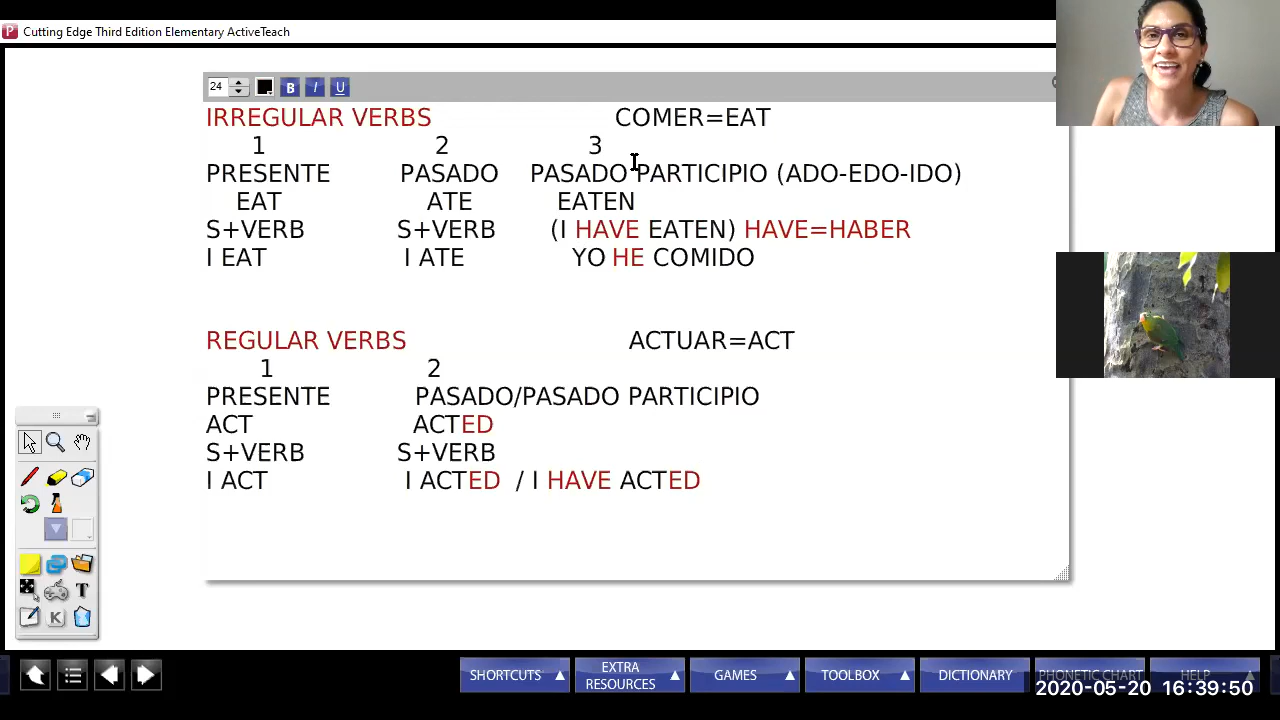 Cutting Edge Third Edition Elementary ActiveTeach
24 B I U
IRREGULAR VERBS COMER=EAT
1 2 3
PRESENTE PASADO PASADO PARTICIPIO (ADO-EDO-IDO)
EAT ATE EATEN
S+VERB S+VERB (I HAVE EATEN) HAVE=HABER
I EAT I ATE YO HE COMIDO
REGULAR VERBS ACTUAR=ACT
1 2
PRESENTE PASADO/PASADO PARTICIPIO
ACT ACTED
S+VERB S+VERB
I ACT I ACTED / I HAVE ACTED
T
K
SHORTCUTS EXTRA RESOURCES GAMES TOOLBOX DICTIONARY PHONETIC CHART HELP
2020-05-20 16:39:50